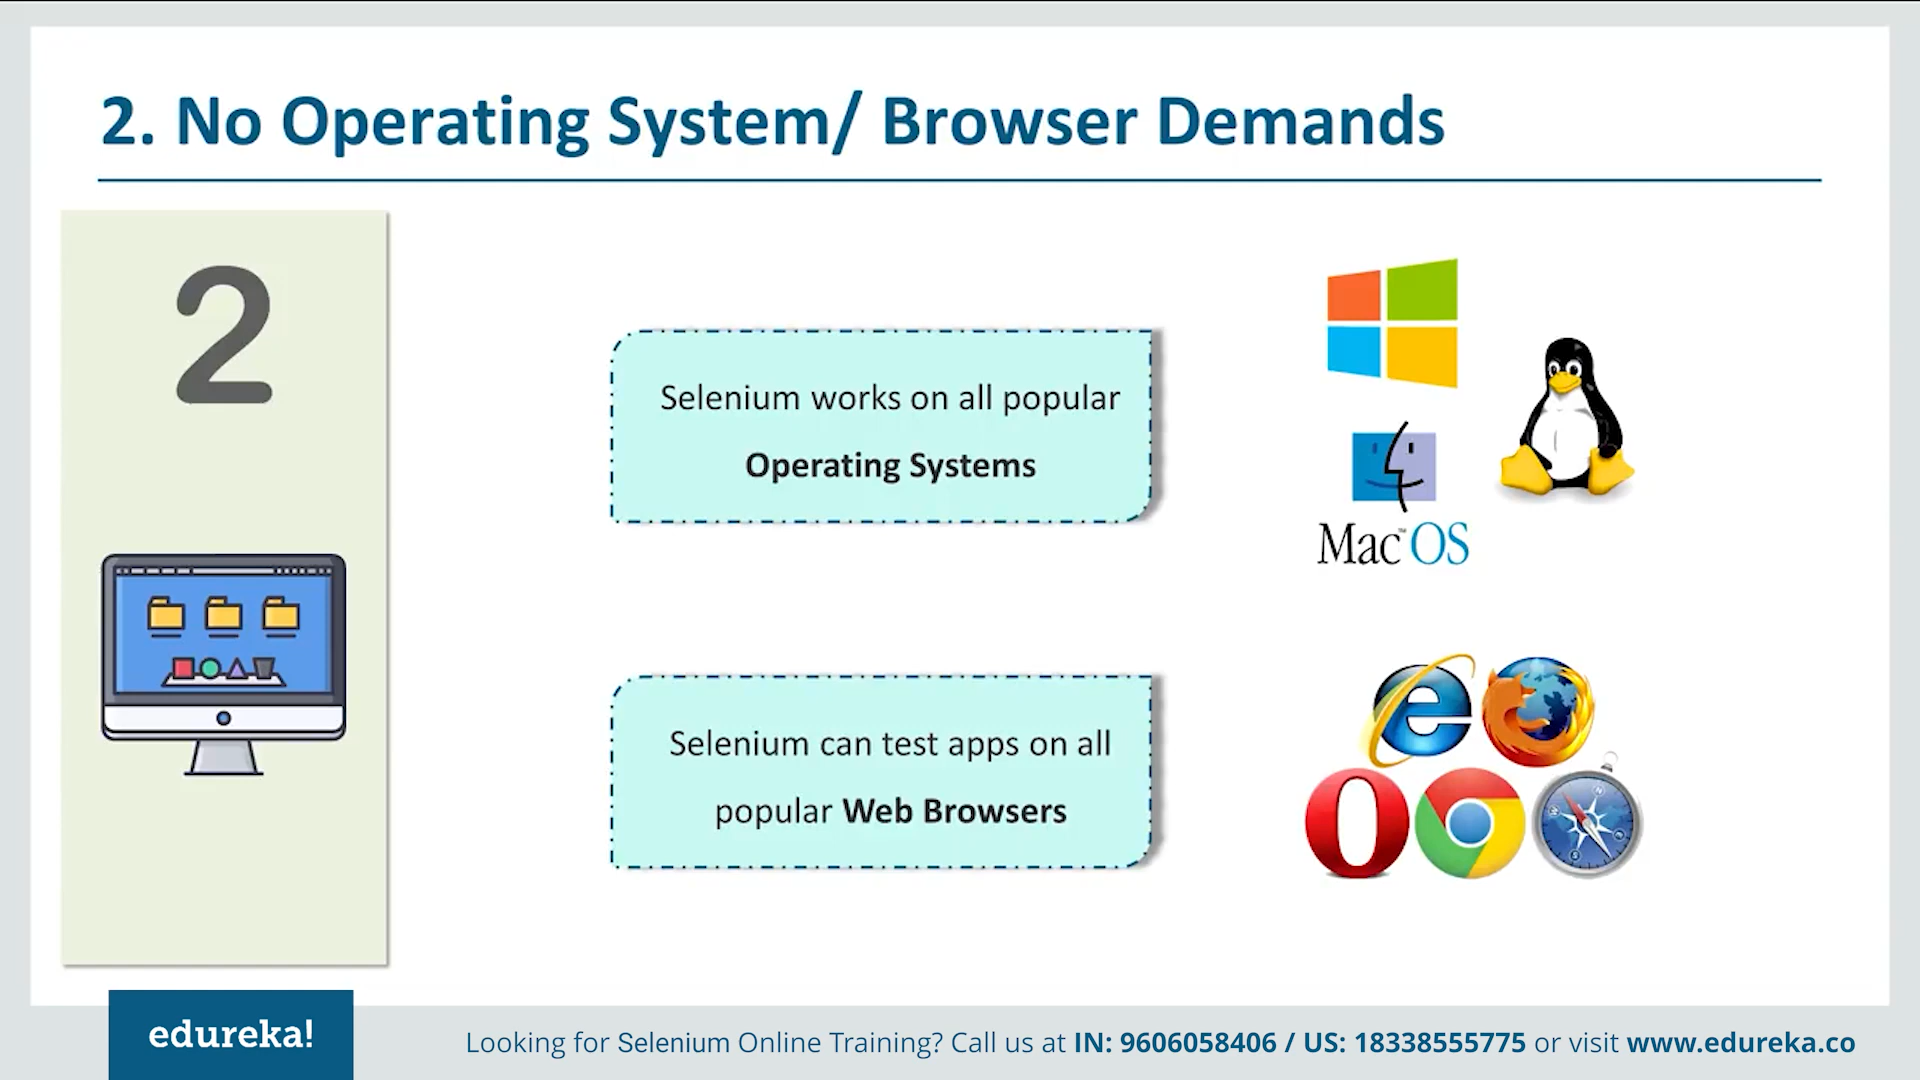 2. No Operating System/ Browser Demands
2
Selenium works on all popular
Operating Systems
Mac™OS
Selenium can test apps on all
popular Web Browsers
edureka!
Looking for Selenium Online Training? Call us at IN: 9606058406 / US: 18338555775 or visit www.edureka.co